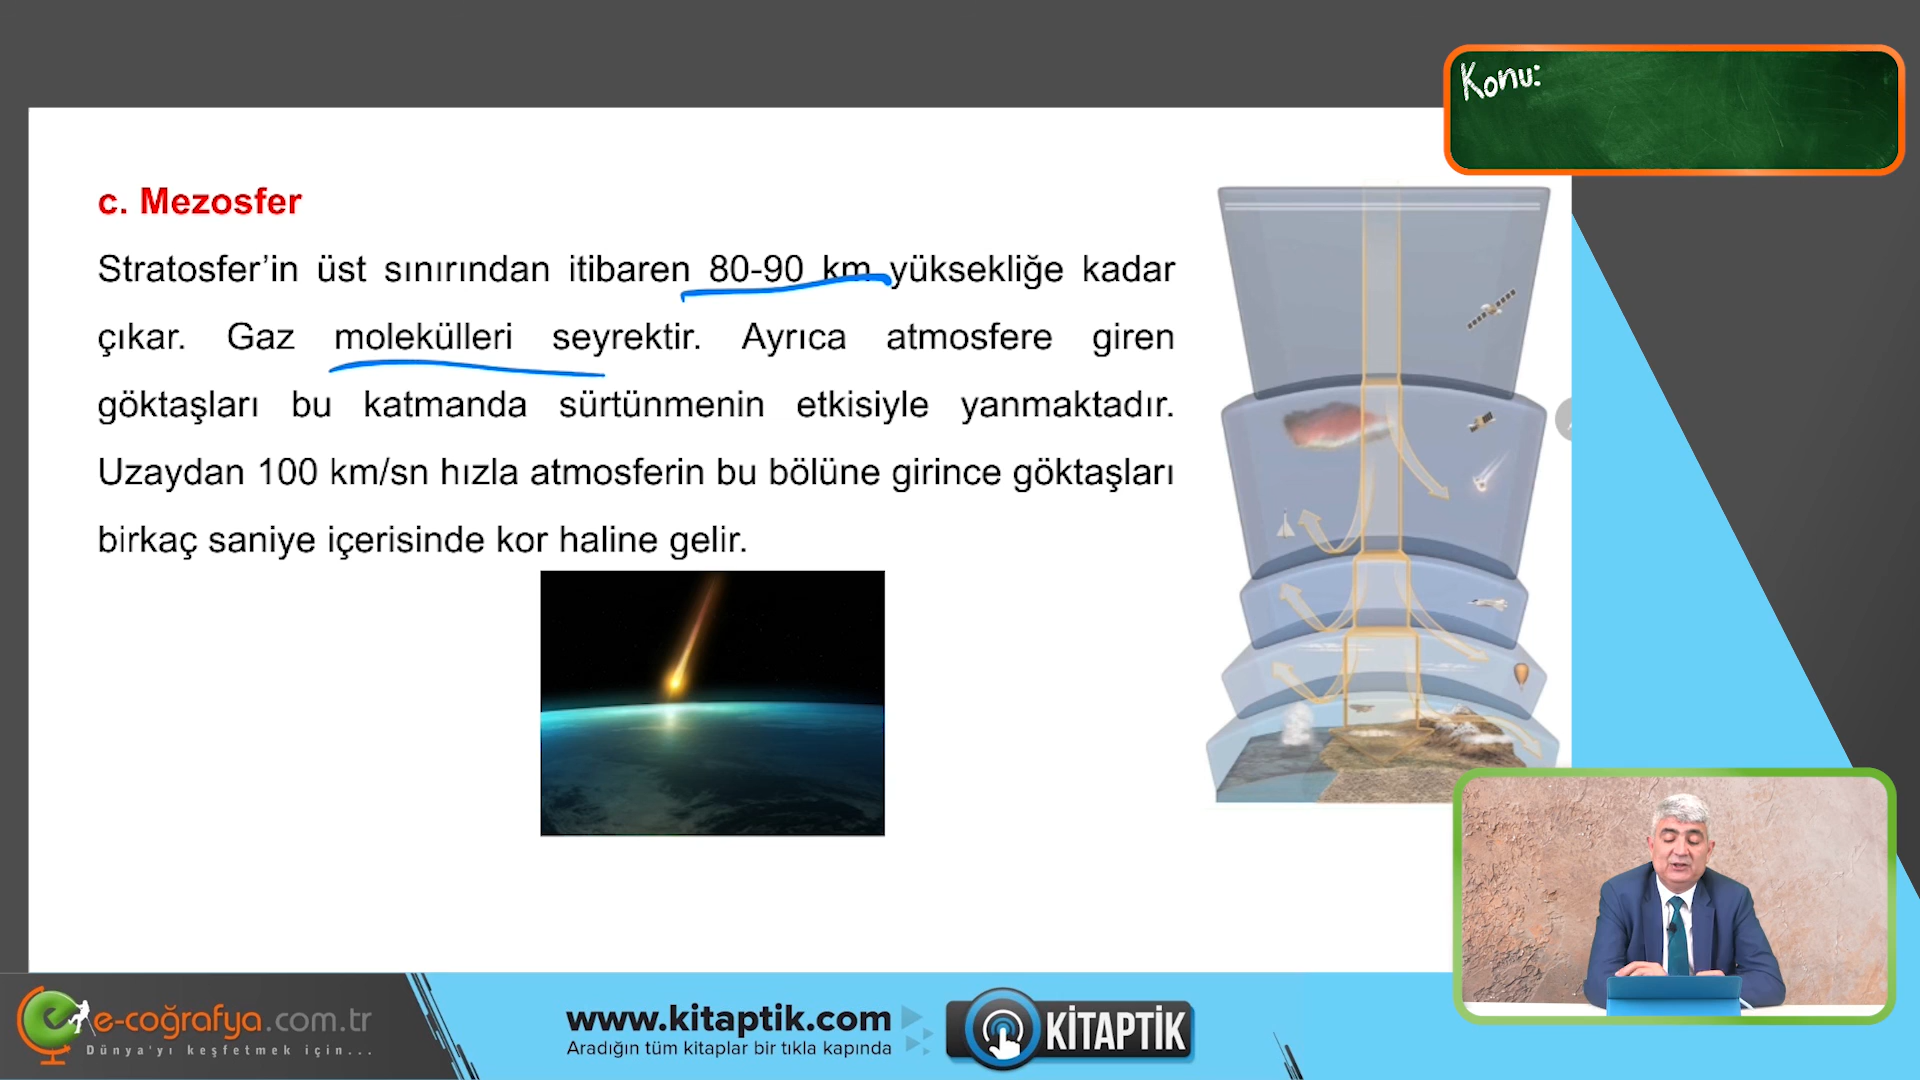 Konu:
c. Mezosfer
Stratosfer’in üst sınırından itibaren 80-90 km yüksekliğe kadar
çıkar. Gaz molekülleri seyrektir. Ayrıca atmosfere giren
göktaşları bu katmanda sürtünmenin etkisiyle yanmaktadır.
Uzaydan 100 km/sn hızla atmosferin bu bölüne girince göktaşları
birkaç saniye içerisinde kor haline gelir.
e-coğrafya.com.tr
Dünya'yı keşfetmek için...
www.kitaptik.com
Aradığın tüm kitaplar bir tıkla kapında
KİTAPTIK